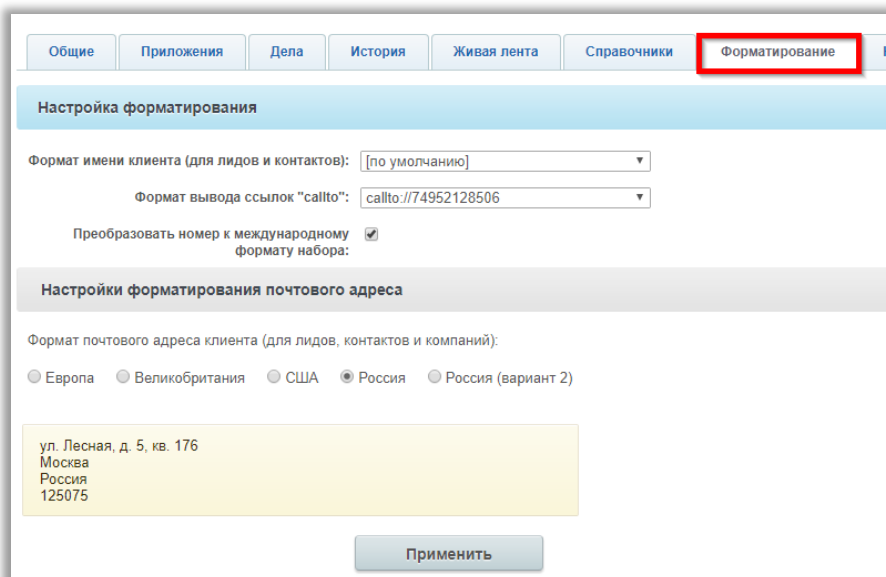 Общие Приложения Дела История Живая лента Справочники Форматирование
Настройка форматирования
Формат имени клиента (для лидов и контактов): [по умолчанию]
Формат вывода ссылок "callto": callto://74952128506
Преобразовать номер к международному
формату набора:
Настройки форматирования почтового адреса
Формат почтового адреса клиента (для лидов, контактов и компаний):
Европа Великобритания США Россия Россия (вариант 2)
ул. Лесная, д. 5, кв. 176
Москва
Россия
125075
Применить